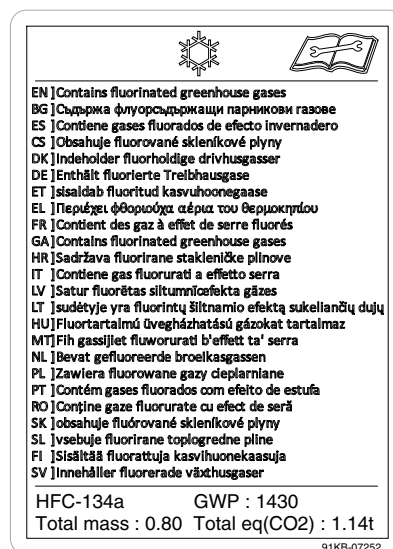 EN ]Contains fluorinated greenhouse gases
BG ]Съдържа флуорсъдържащи парникови газове
ES ]Contiene gases fluorados de efecto invernadero
CS ]Obsahuje fluorované skleníkové plyny
DK]Indeholder fluorholdige drivhusgasser
DE ]Enthält fluorierte Treibhausgase
ET ]sisaldab fluoritud kasvuhoonegaase
EL ]Περιέχει φθοριούχα αέρια του θερμοκηπίου
FR ]Contient des gaz à effet de serre fluorés
GA]Contains fluorinated greenhouse gases
HR]Sadržava fluorirane stakleničke plinove
IT ]Contiene gas fluorurati a effetto serra
LV ]Satur fluorētas siltumnīcefekta gāzes
LT ]sudėtyje yra fluorintų šiltnamio efektą sukeliančių dujų
HU]Fluortartalmú üvegházhatású gázokat tartalmaz
MT]Fih gassijiet fluworurati b'effett ta' serra
NL ]Bevat gefluoreerde broeikasgassen
PL ]Zawiera fluorowane gazy cieplarniane
PT ]Contém gases fluorados com efeito de estufa
RO]Conține gaze fluorurate cu efect de seră
SK ]obsahuje fluórované skleníkové plyny
SL ]vsebuje fluorirane toplogredne pline
FI ]Sisältää fluorattuja kasvihuonekaasuja
SV ]Innehåller fluorerade växthusgaser
HFC-134a GWP : 1430
Total mass : 0.80 Total eq(CO2) : 1.14t
91KB-07252